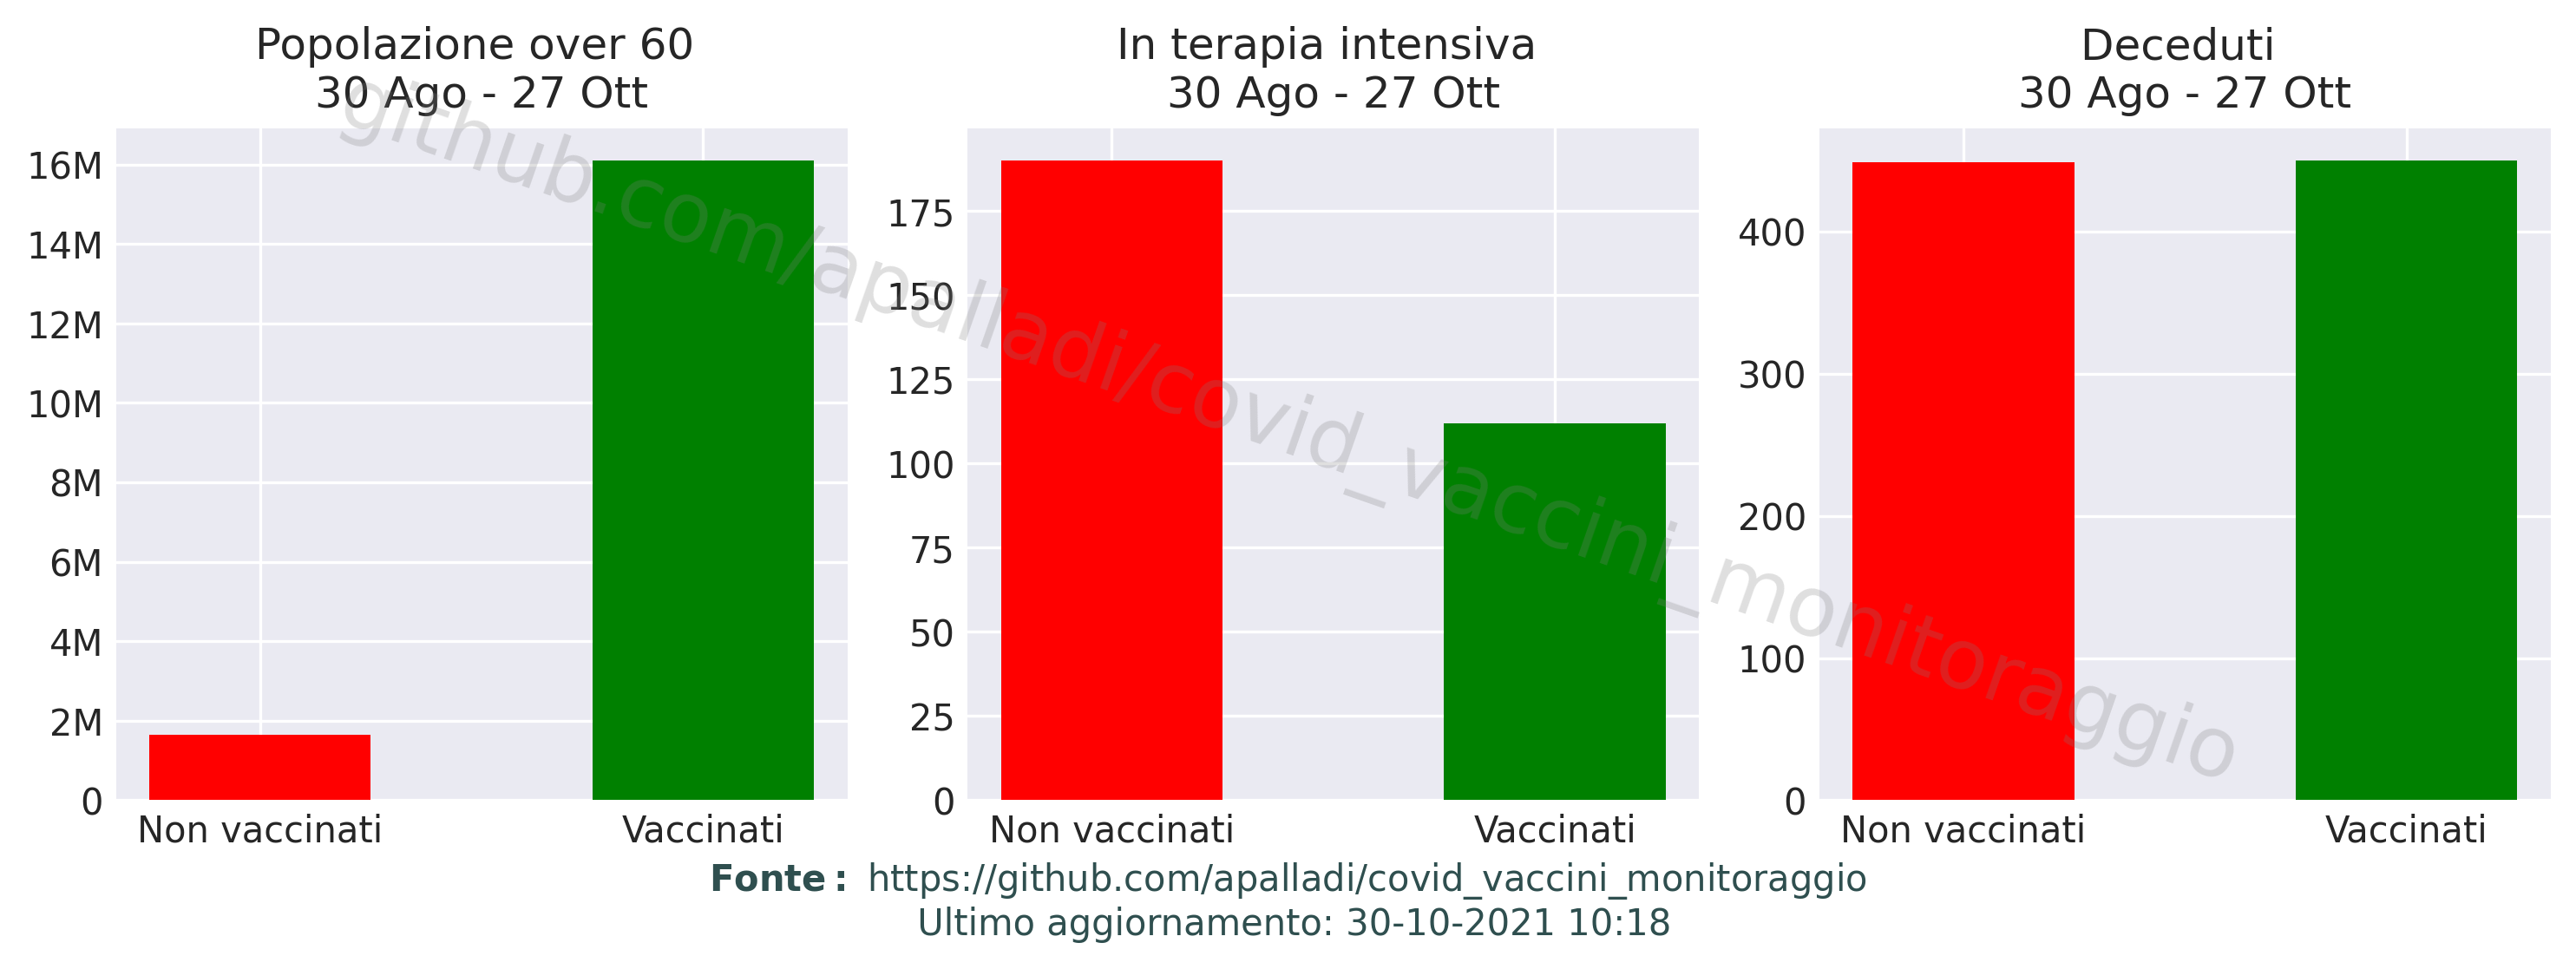 Popolazione over 60
30 Ago - 27 Ott
16M
14M
12M
10M
8M
6M
4M
2M
0
Non vaccinati
Vaccinati
In terapia intensiva
30 Ago - 27 Ott
175
150
125
100
75
50
25
0
Non vaccinati
Vaccinati
Deceduti
30 Ago - 27 Ott
400
300
200
100
0
Non vaccinati
Vaccinati
github.com/apalladi/covid_vaccini_monitoraggio
Fonte: https://github.com/apalladi/covid_vaccini_monitoraggio
Ultimo aggiornamento: 30-10-2021 10:18